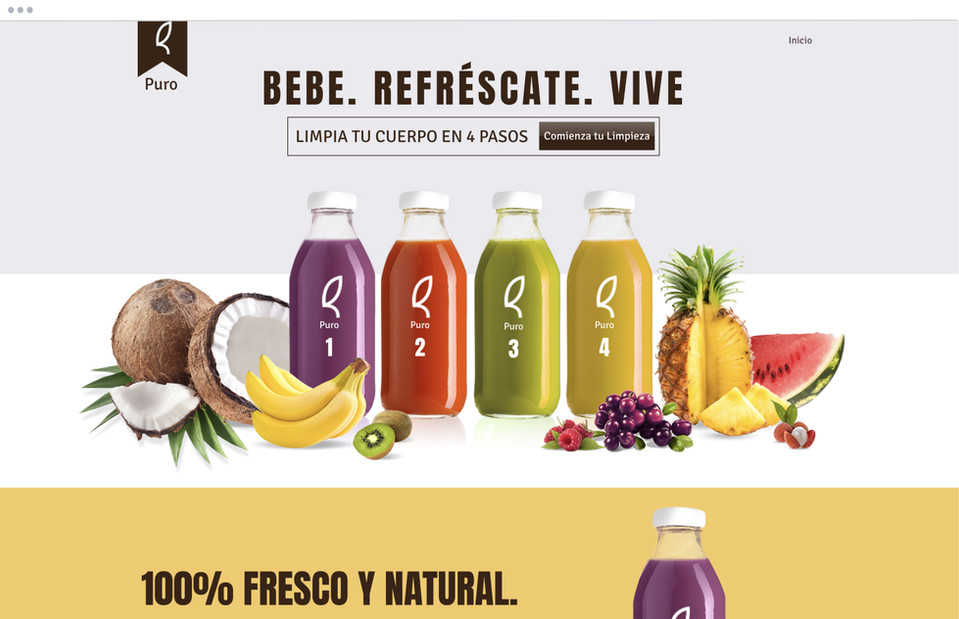 Inicio
Puro
BEBE. REFRÉSCATE. VIVE
LIMPIA TU CUERPO EN 4 PASOS
Comienza tu Limpieza
Puro
1
Puro
2
Puro
3
Puro
4
100% FRESCO Y NATURAL.